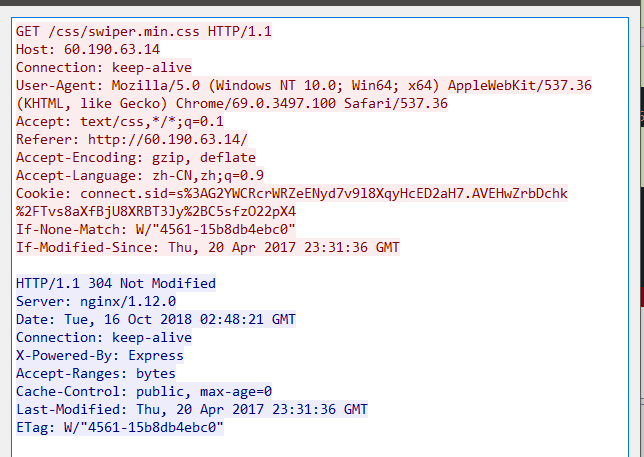 GET /css/swiper.min.css HTTP/1.1
Host: 60.190.63.14
Connection: keep-alive
User-Agent: Mozilla/5.0 (Windows NT 10.0; Win64; x64) AppleWebKit/537.36
(KHTML, like Gecko) Chrome/69.0.3497.100 Safari/537.36
Accept: text/css,*/*;q=0.1
Referer: http://60.190.63.14/
Accept-Encoding: gzip, deflate
Accept-Language: zh-CN,zh;q=0.9
Cookie: connect.sid=s%3AG2YWCRcrWRZeENyd7v9l8XqyHcED2aH7.AVEHwZrbDchk
%2FTvs8aXfBjU8XRBT3Jy%2BC5sfzO22pX4
If-None-Match: W/"4561-15b8db4ebc0"
If-Modified-Since: Thu, 20 Apr 2017 23:31:36 GMT

HTTP/1.1 304 Not Modified
Server: nginx/1.12.0
Date: Tue, 16 Oct 2018 02:48:21 GMT
Connection: keep-alive
X-Powered-By: Express
Accept-Ranges: bytes
Cache-Control: public, max-age=0
Last-Modified: Thu, 20 Apr 2017 23:31:36 GMT
ETag: W/"4561-15b8db4ebc0"